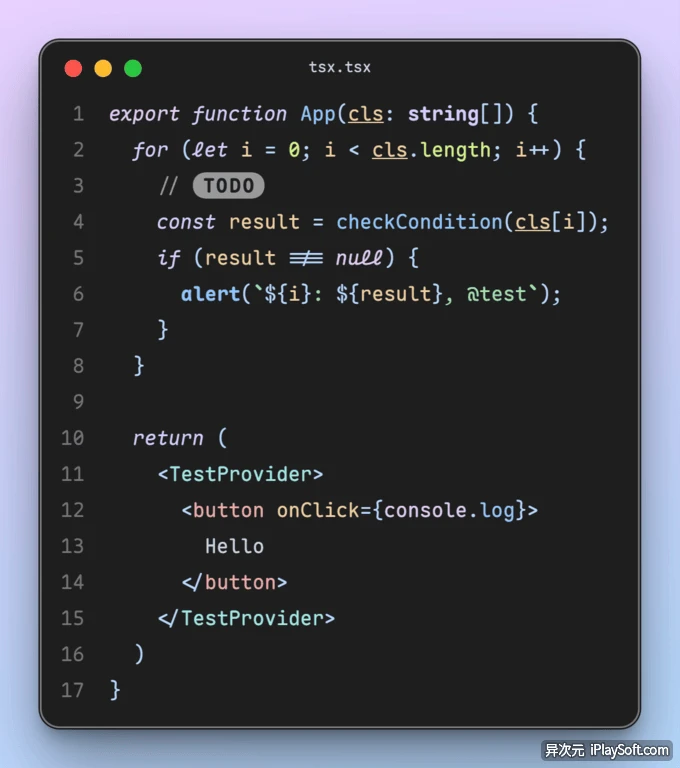 tsx.tsx
1 export function App(cls: string[]) {
2   for (let i = 0; i < cls.length; i++) {
3     // TODO
4     const result = checkCondition(cls[i]);
5     if (result !== null) {
6       alert(`${i}: ${result}, @test`);
7     }
8   }
9
10   return (
11     <TestProvider>
12       <button onClick={console.log}>
13         Hello
14       </button>
15     </TestProvider>
16   )
17 }
异次元 iPlaySoft.com